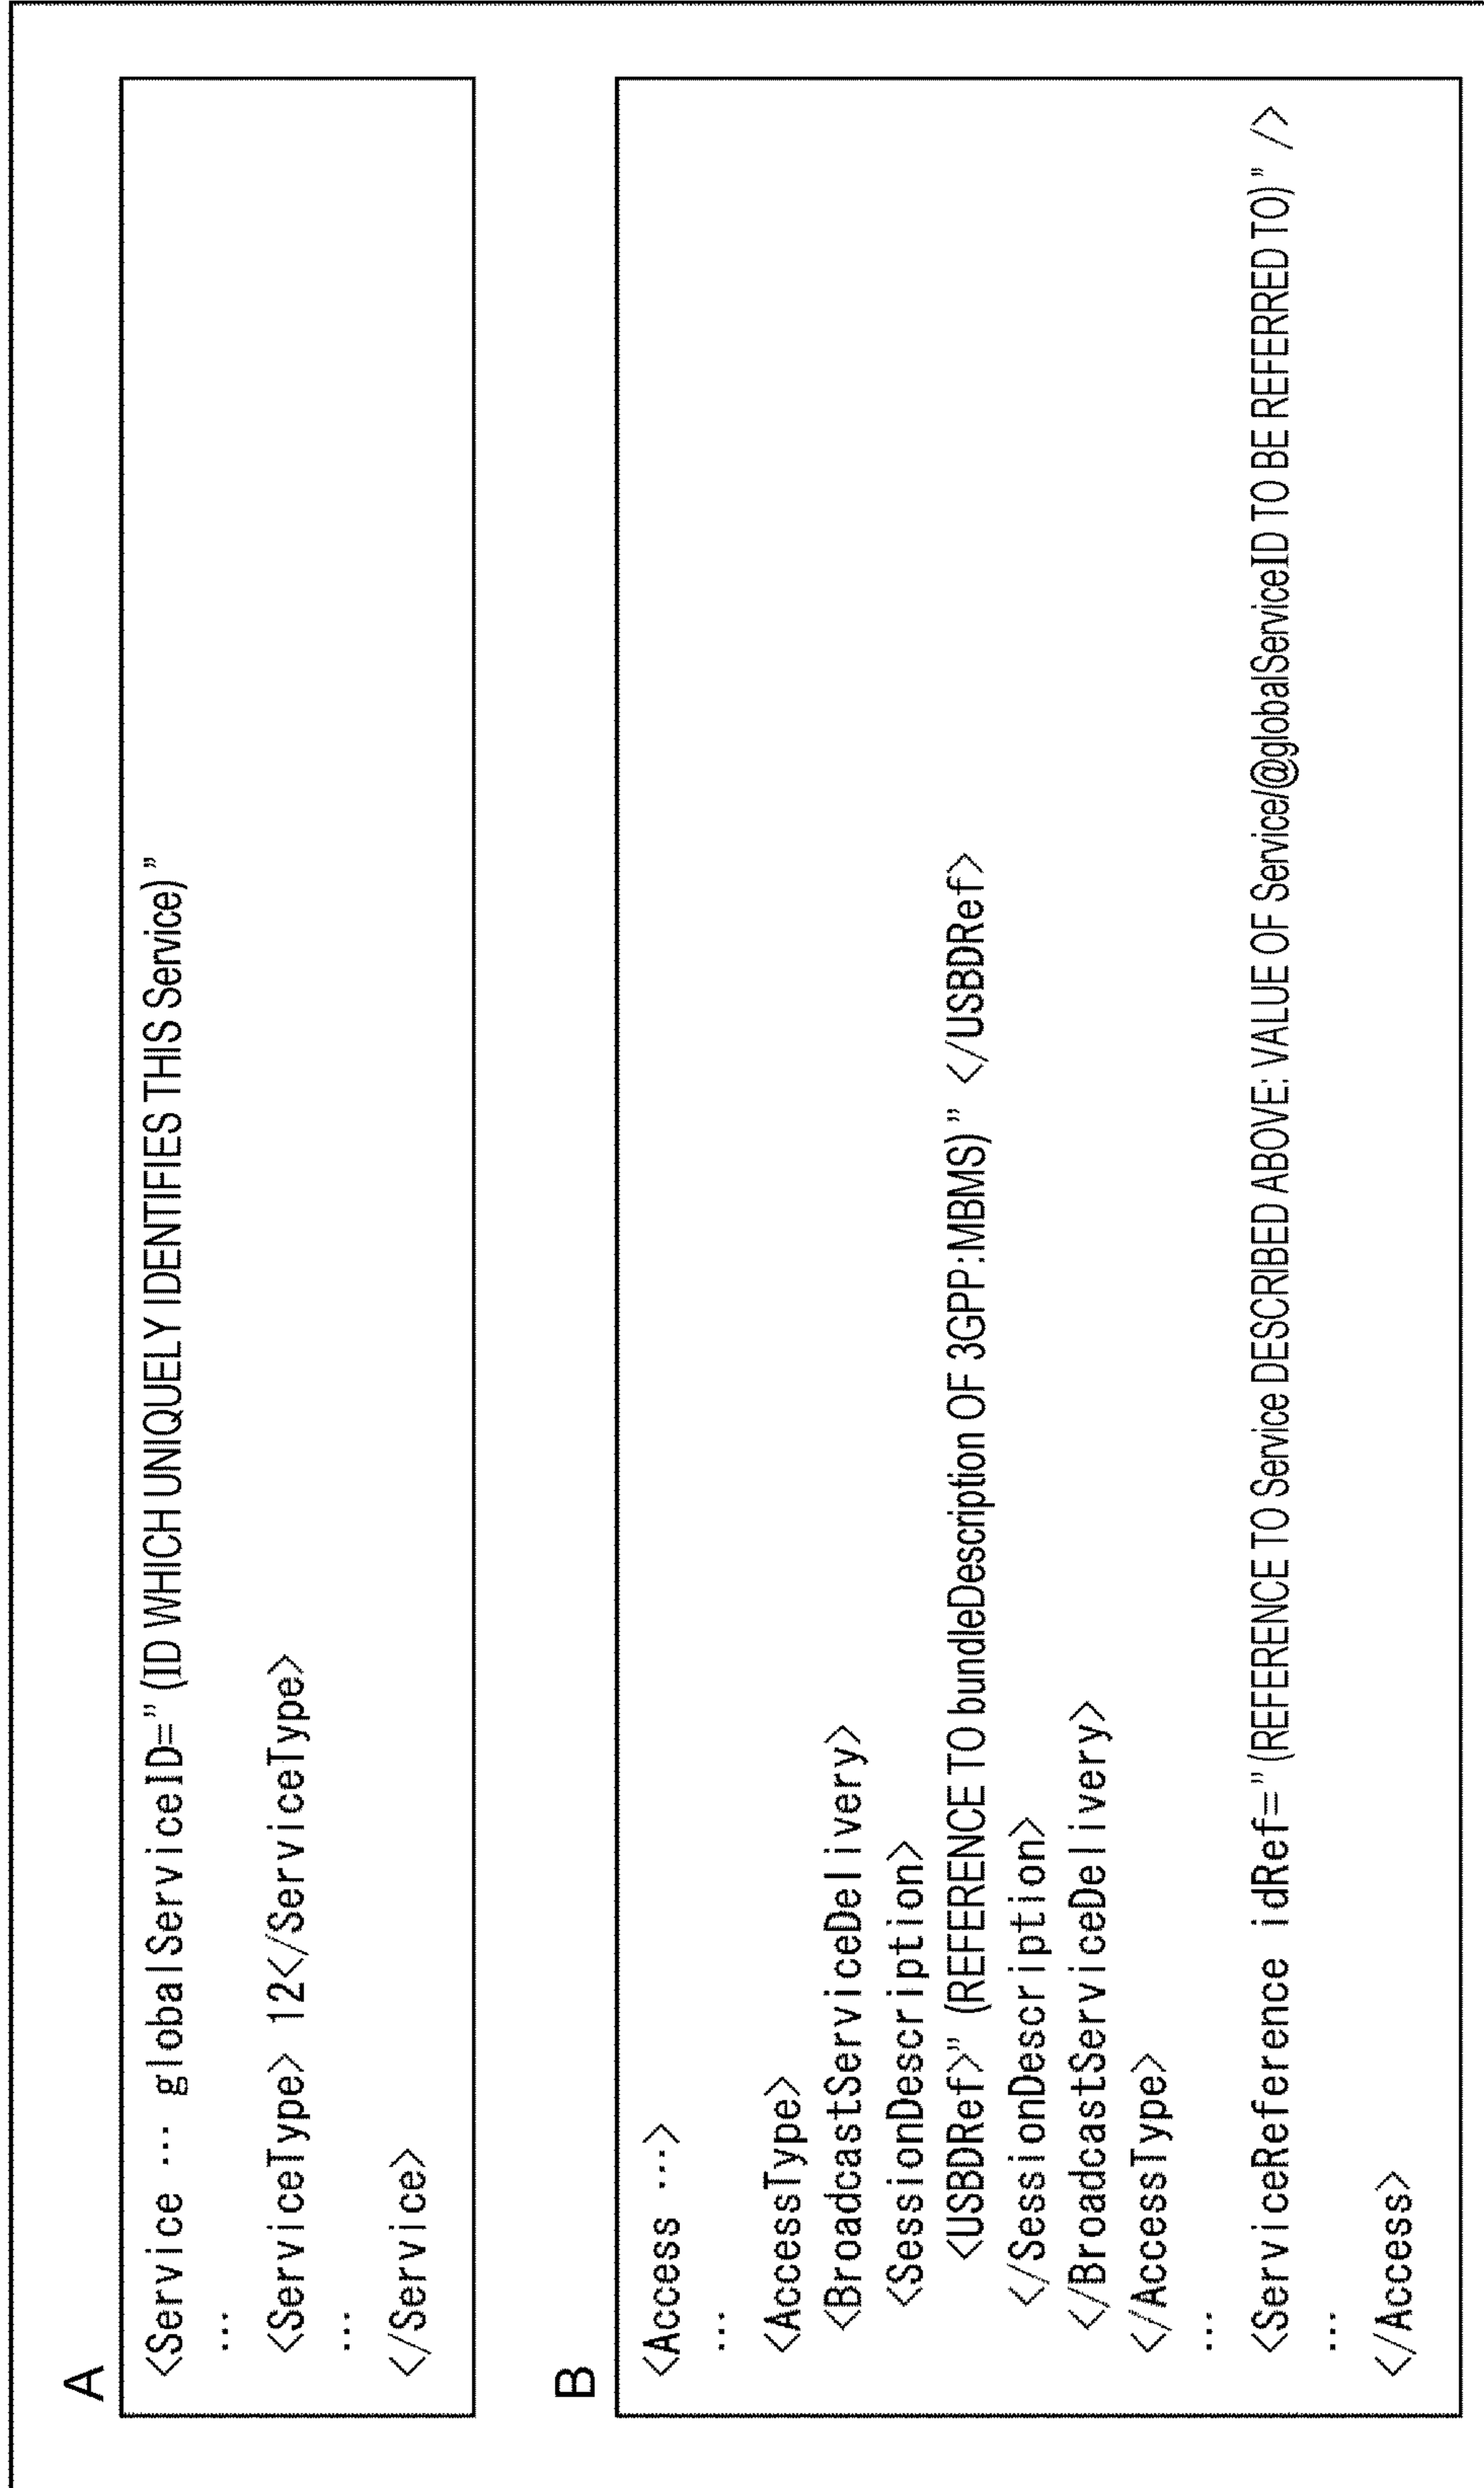 A
<Service ... globalServiceID=” (ID WHICH UNIQUELY IDENTIFIES THIS Service) ”
...
<ServiceType> 12</ServiceType>
...
</Service>
B
<Access ...>
...
<AccessType>
<BroadcastServiceDelivery>
<SessionDescription>
<USBDRef>” (REFERENCE TO bundleDescription OF 3GPP:MBMS) ” </USBDRef>
</SessionDescription>
</BroadcastServiceDelivery>
</AccessType>
...
<ServiceReference idRef=” (REFERENCE TO Service DESCRIBED ABOVE: VALUE OF Service/@globalServiceID TO BE REFERRED TO) ” />
...
</Access>